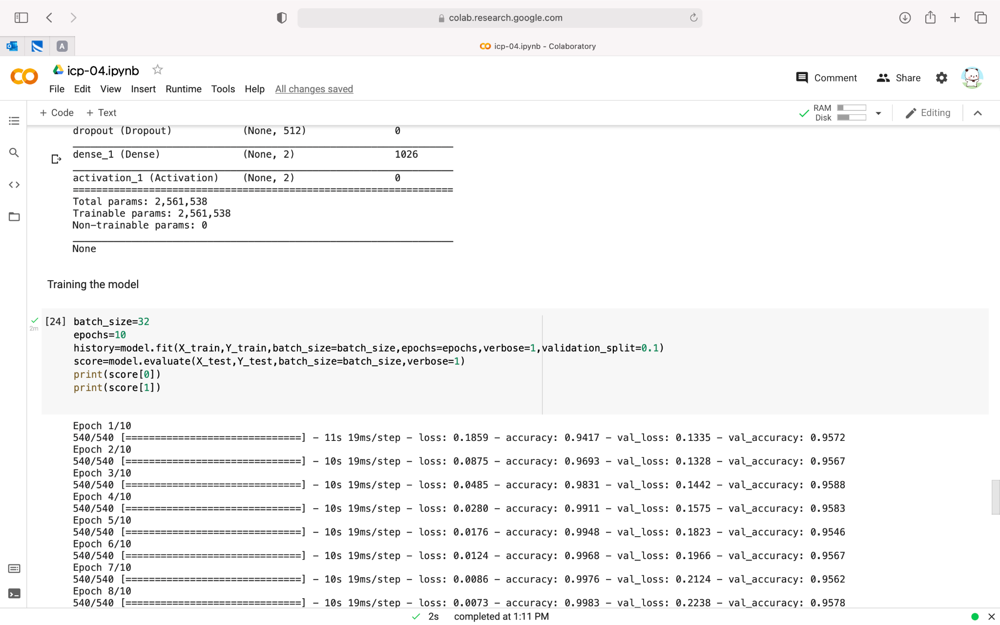 colab.research.google.com
A
icp-04.ipynb - Colaboratory
icp-04.ipynb
File Edit View Insert Runtime Tools Help All changes saved
Comment Share
+ Code + Text
RAM
Disk
Editing
dropout (Dropout) (None, 512) 0
dense_1 (Dense) (None, 2) 1026
activation_1 (Activation) (None, 2) 0
=================================================================
Total params: 2,561,538
Trainable params: 2,561,538
Non-trainable params: 0
None
Training the model
2m
[24] batch_size=32
epochs=10
history=model.fit(X_train,Y_train,batch_size=batch_size,epochs=epochs,verbose=1,validation_split=0.1)
score=model.evaluate(X_test,Y_test,batch_size=batch_size,verbose=1)
print(score[0])
print(score[1])
Epoch 1/10
540/540 [==============================] - 11s 19ms/step - loss: 0.1859 - accuracy: 0.9417 - val_loss: 0.1335 - val_accuracy: 0.9572
Epoch 2/10
540/540 [==============================] - 10s 19ms/step - loss: 0.0875 - accuracy: 0.9693 - val_loss: 0.1328 - val_accuracy: 0.9567
Epoch 3/10
540/540 [==============================] - 10s 19ms/step - loss: 0.0485 - accuracy: 0.9831 - val_loss: 0.1442 - val_accuracy: 0.9588
Epoch 4/10
540/540 [==============================] - 10s 19ms/step - loss: 0.0280 - accuracy: 0.9911 - val_loss: 0.1575 - val_accuracy: 0.9583
Epoch 5/10
540/540 [==============================] - 10s 19ms/step - loss: 0.0176 - accuracy: 0.9948 - val_loss: 0.1823 - val_accuracy: 0.9546
Epoch 6/10
540/540 [==============================] - 10s 19ms/step - loss: 0.0124 - accuracy: 0.9968 - val_loss: 0.1966 - val_accuracy: 0.9567
Epoch 7/10
540/540 [==============================] - 10s 19ms/step - loss: 0.0086 - accuracy: 0.9976 - val_loss: 0.2124 - val_accuracy: 0.9562
Epoch 8/10
540/540 [==============================] - 10s 19ms/step - loss: 0.0073 - accuracy: 0.9983 - val_loss: 0.2238 - val_accuracy: 0.9578
2s completed at 1:11 PM